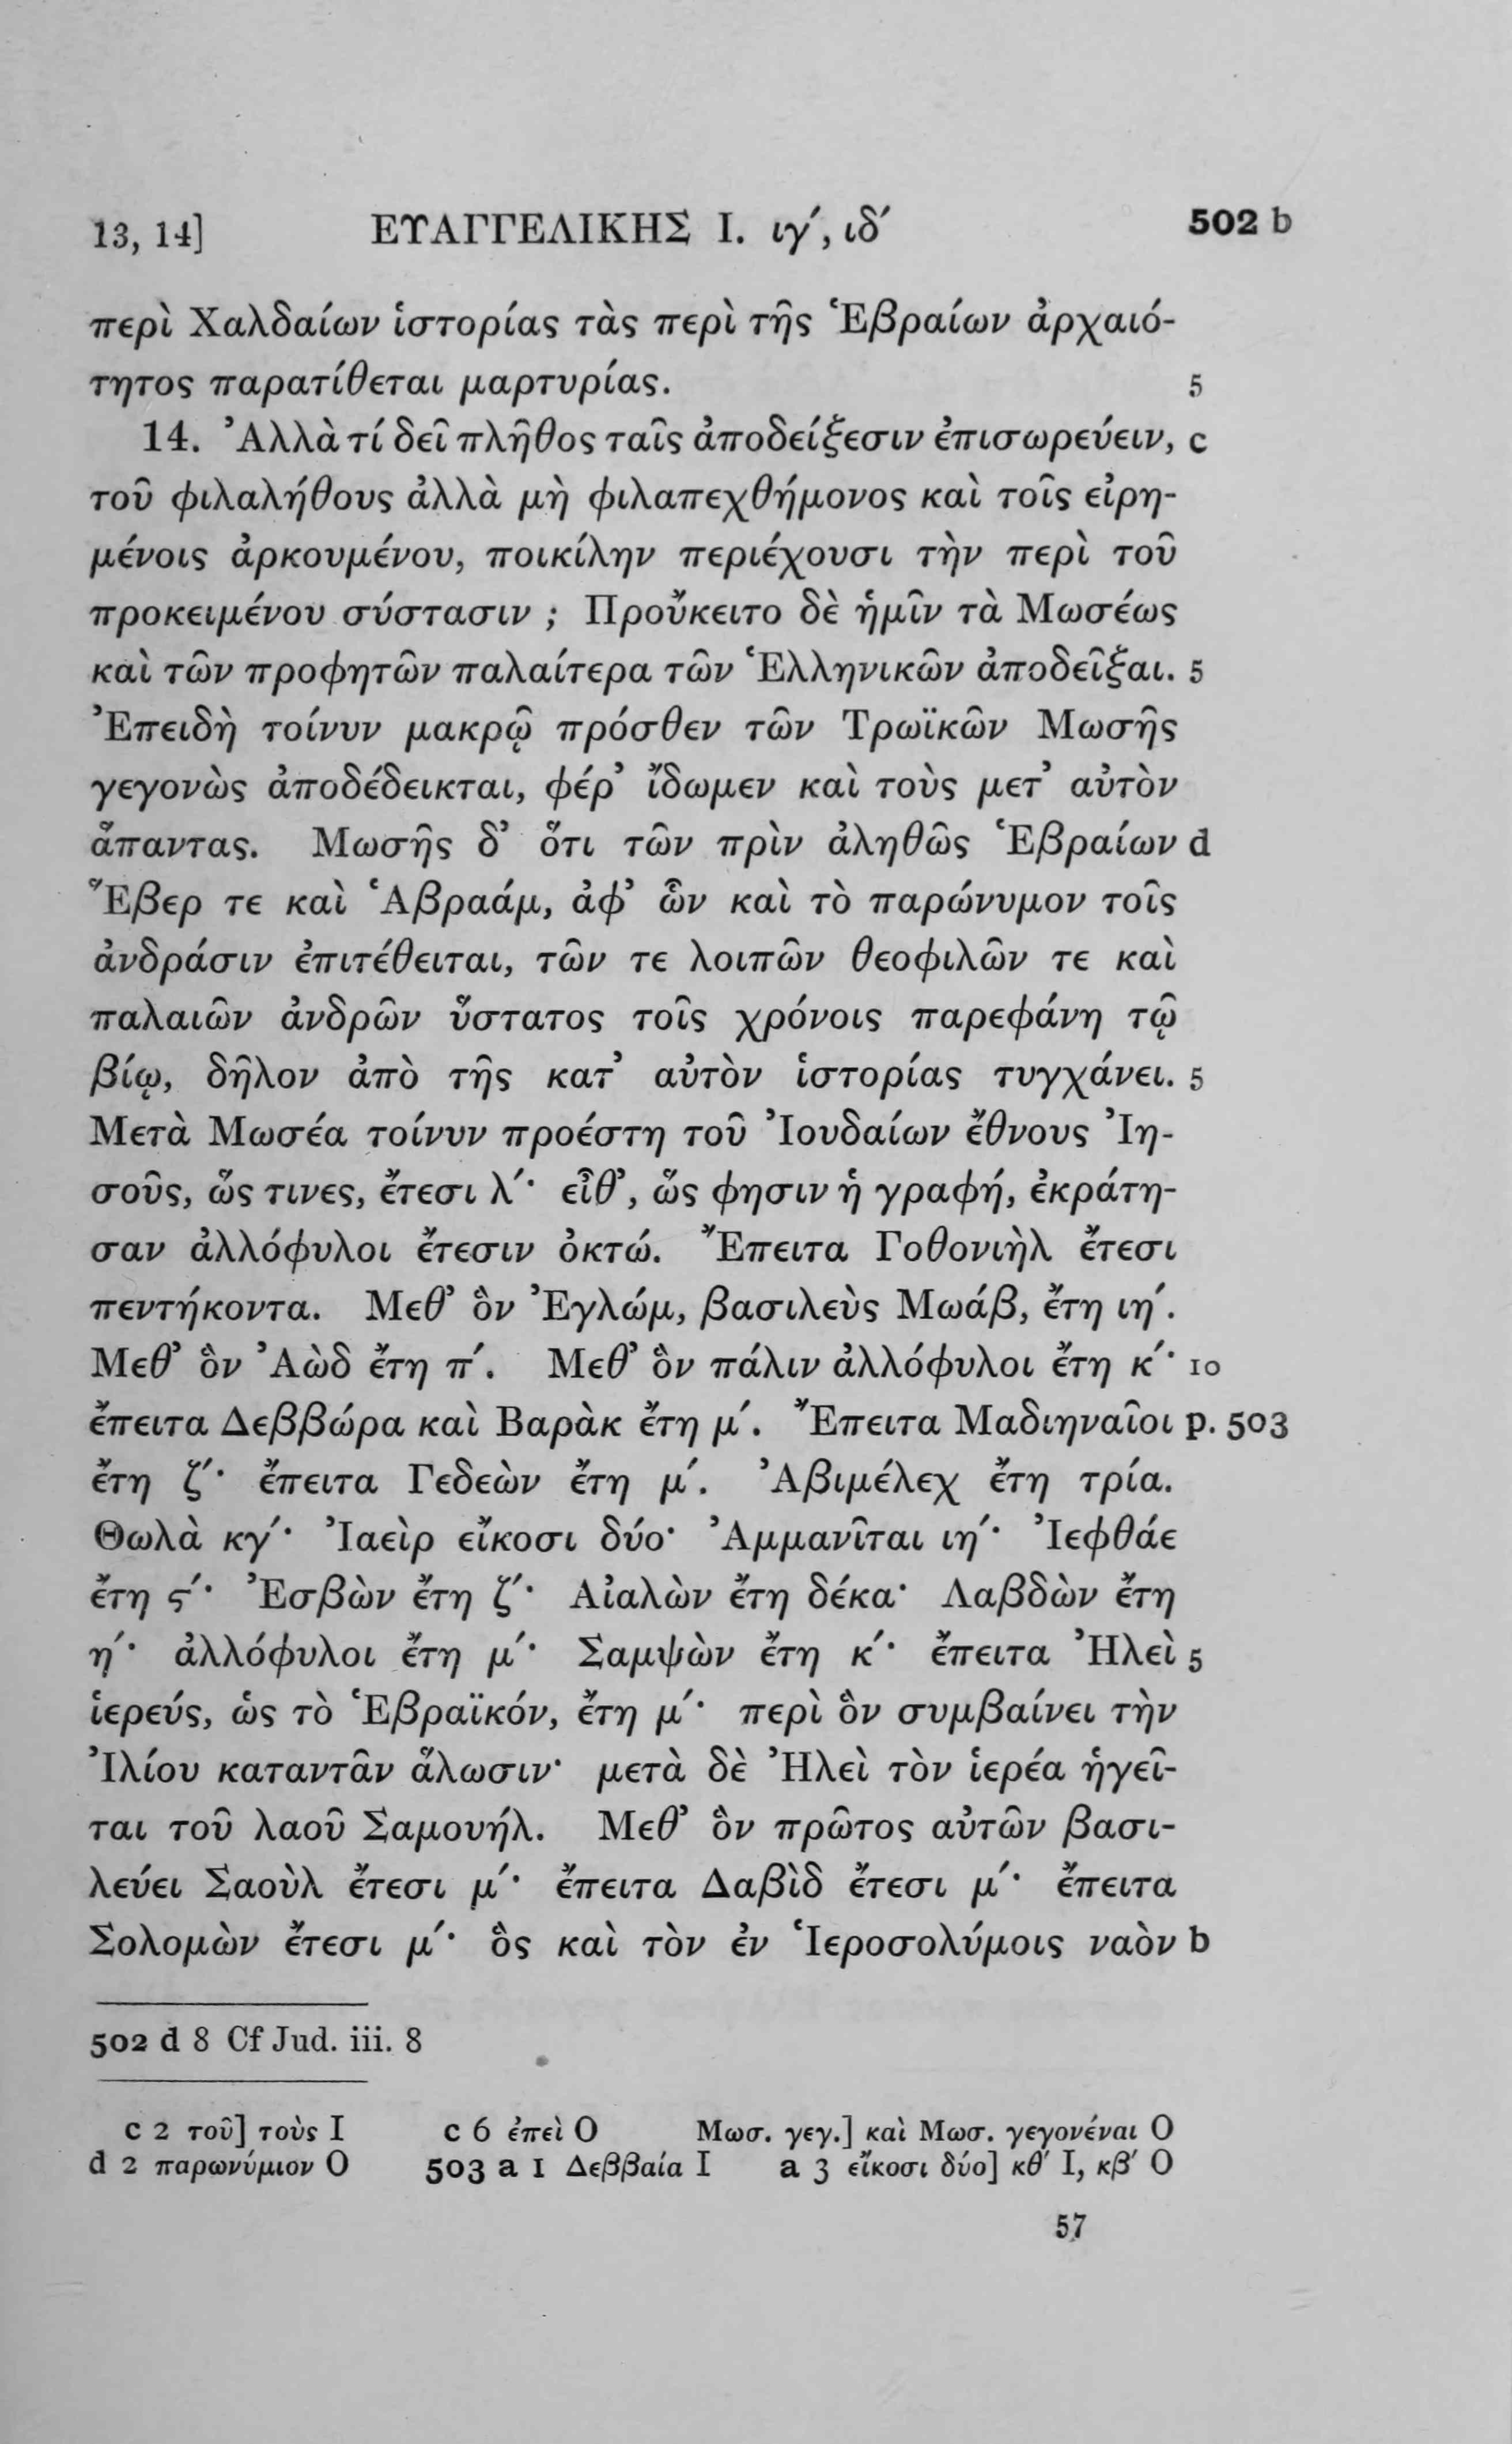 13, 14] ΕΥΑΓΓΕΛΙΚΗΣ Ι. ιγ´, ιδ´ 502 b
περὶ Χαλδαίων ἱστορίας τὰς περὶ τῆς Ἑβραίων ἀρχαιό-
τητος παρατίθεται μαρτυρίας. 5
14. Ἀλλὰ τί δεῖ πλῆθος ταῖς ἀποδείξεσιν ἐπισωρεύειν, c
τοῦ φιλαλήθους ἀλλὰ μὴ φιλαπεχθήμονος καὶ τοῖς εἰρη-
μένοις ἀρκουμένου, ποικίλην περιέχουσι τὴν περὶ τοῦ
προκειμένου σύστασιν ; Προὔκειτο δὲ ἡμῖν τὰ Μωσέως
καὶ τῶν προφητῶν παλαίτερα τῶν Ἑλληνικῶν ἀποδεῖξαι. 5
Ἐπειδὴ τοίνυν μακρῷ πρόσθεν τῶν Τρωϊκῶν Μωσῆς
γεγονὼς ἀποδέδεικται, φέρ’ ἴδωμεν καὶ τοὺς μετ’ αὐτὸν
ἅπαντας. Μωσῆς δ’ ὅτι τῶν πρὶν ἀληθῶς Ἑβραίων d
Ἕβερ τε καὶ Ἁβραάμ, ἀφ’ ὧν καὶ τὸ παρώνυμον τοῖς
ἀνδράσιν ἐπιτέθειται, τῶν τε λοιπῶν θεοφιλῶν τε καὶ
παλαιῶν ἀνδρῶν ὕστατος τοῖς χρόνοις παρεφάνη τῷ
βίῳ, δῆλον ἀπὸ τῆς κατ’ αὐτὸν ἱστορίας τυγχάνει. 5
Μετὰ Μωσέα τοίνυν προέστη τοῦ Ἰουδαίων ἔθνους Ἰη-
σοῦς, ὥς τινες, ἔτεσι λ´· εἶθ’, ὥς φησιν ἡ γραφή, ἐκράτη-
σαν ἀλλόφυλοι ἔτεσιν ὀκτώ. Ἔπειτα Γοθονιὴλ ἔτεσι
πεντήκοντα. Μεθ’ ὃν Ἐγλώμ, βασιλεὺς Μωάβ, ἔτη ιη´.
Μεθ’ ὃν Ἀὼδ ἔτη π´. Μεθ’ ὃν πάλιν ἀλλόφυλοι ἔτη κ´· 10
ἔπειτα Δεββώρα καὶ Βαρὰκ ἔτη μ´. Ἔπειτα Μαδιηναῖοι p. 503
ἔτη ζ´· ἔπειτα Γεδεὼν ἔτη μ´. Ἀβιμέλεχ ἔτη τρία.
Θωλὰ κγ´· Ἰαεὶρ εἴκοσι δύο· Ἀμμανῖται ιη´· Ἰεφθάε
ἔτη ϛ´· Ἐσβὼν ἔτη ζ´· Αἰαλὼν ἔτη δέκα· Λαβδὼν ἔτη
η´· ἀλλόφυλοι ἔτη μ´· Σαμψὼν ἔτη κ´· ἔπειτα Ἠλεὶ 5
ἱερεύς, ὡς τὸ Ἑβραϊκόν, ἔτη μ´· περὶ ὃν συμβαίνει τὴν
Ἰλίου καταντᾶν ἅλωσιν· μετὰ δὲ Ἠλεὶ τὸν ἱερέα ἡγεῖ-
ται τοῦ λαοῦ Σαμουήλ. Μεθ’ ὃν πρῶτος αὐτῶν βασι-
λεύει Σαοὺλ ἔτεσι μ´· ἔπειτα Δαβὶδ ἔτεσι μ´· ἔπειτα
Σολομὼν ἔτεσι μ´· ὃς καὶ τὸν ἐν Ἱεροσολύμοις ναὸν b
502 d 8 Cf Jud. iii. 8
c 2 τοῦ] τοὺς I c 6 ἐπεὶ O Μωσ. γεγ.] καὶ Μωσ. γεγονέναι O
d 2 παρωνύμιον O 503 a 1 Δεββαία I a 3 εἴκοσι δύο] κθ´ I, κβ´ O
57